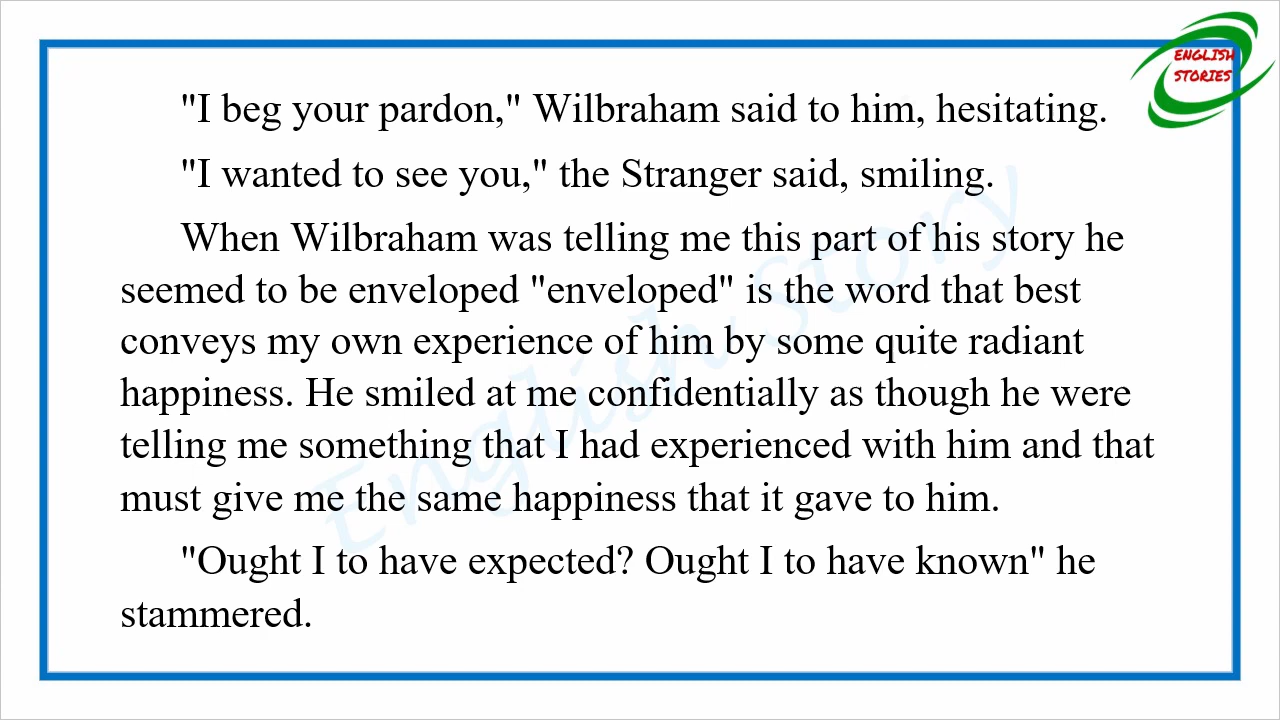 ENGLISH
STORIES
"I beg your pardon," Wilbraham said to him, hesitating.
"I wanted to see you," the Stranger said, smiling.
When Wilbraham was telling me this part of his story he
seemed to be enveloped "enveloped" is the word that best
conveys my own experience of him by some quite radiant
happiness. He smiled at me confidentially as though he were
telling me something that I had experienced with him and that
must give me the same happiness that it gave to him.
"Ought I to have expected? Ought I to have known" he
stammered.
English Story